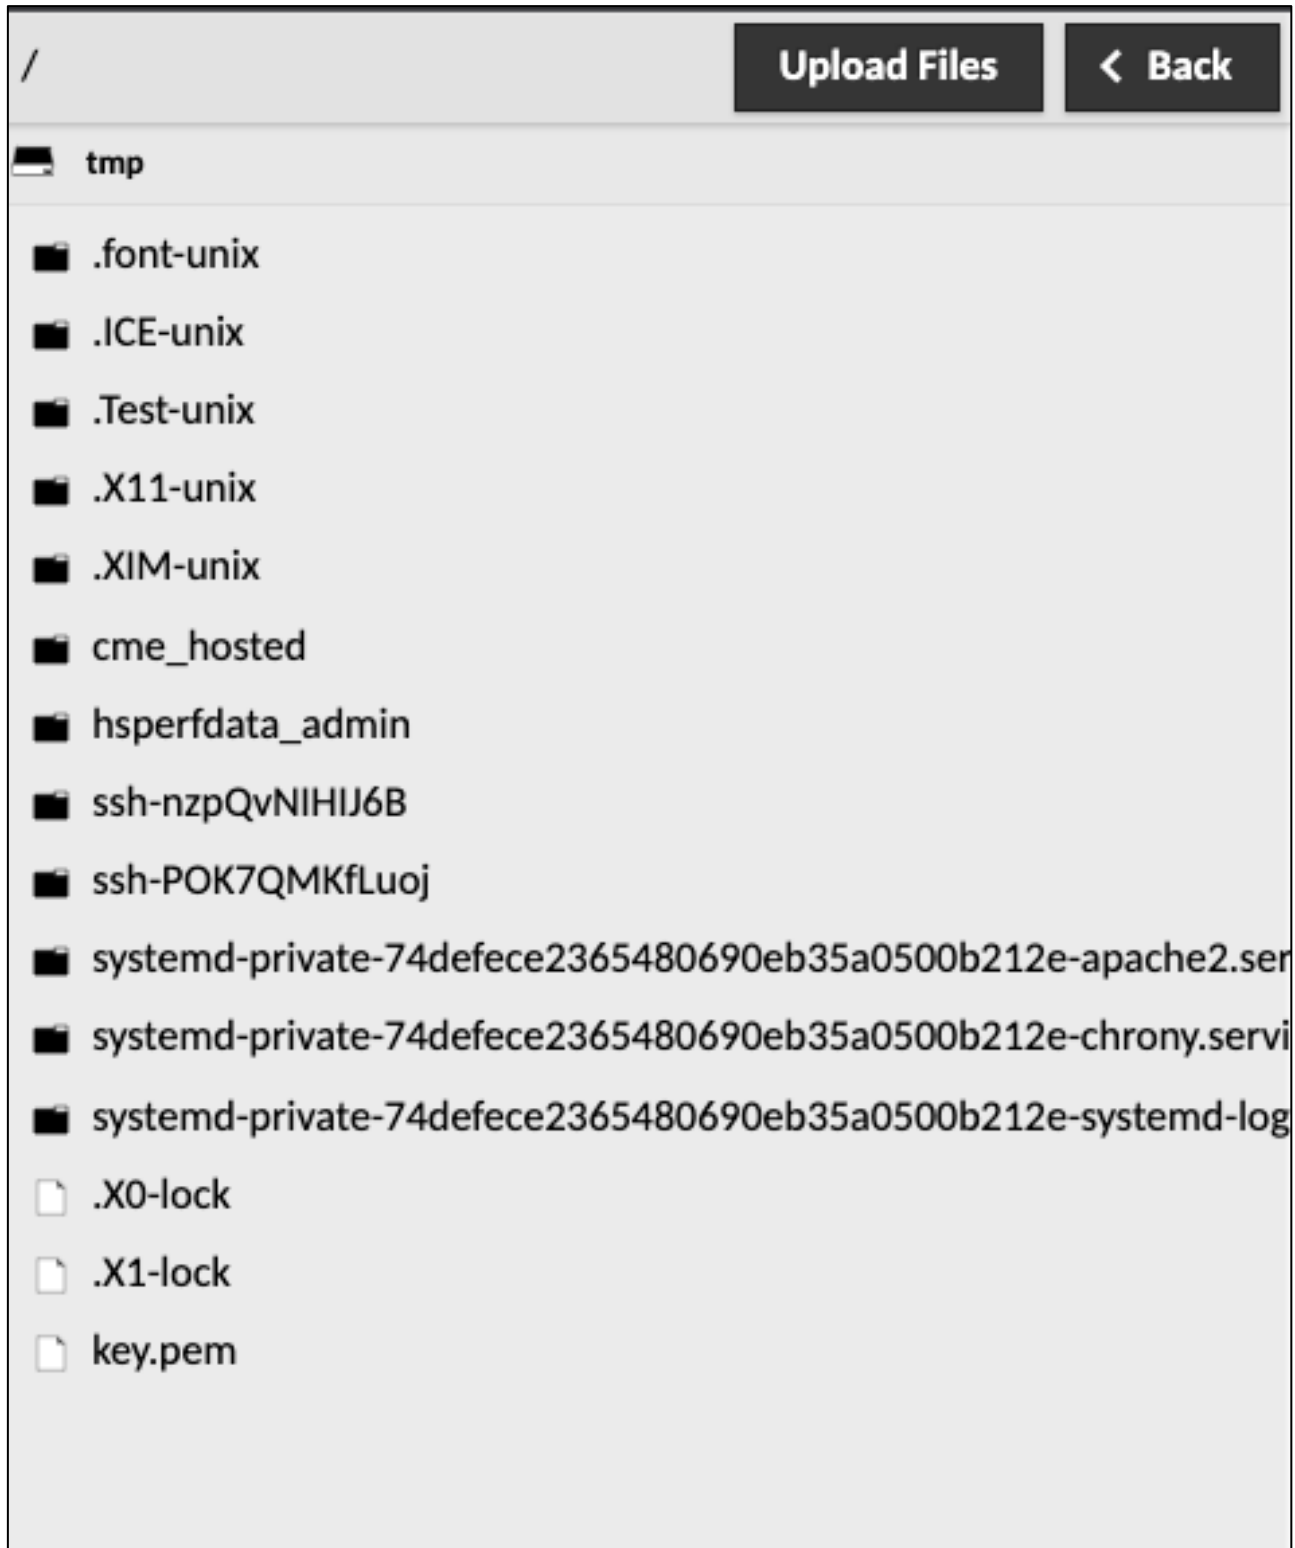 /
Upload Files
Back
tmp
.font-unix
.ICE-unix
.Test-unix
.X11-unix
.XIM-unix
cme_hosted
hsperfdata_admin
ssh-nzpQvNIHIJ6B
ssh-POK7QMKfLuoj
systemd-private-74defece2365480690eb35a0500b212e-apache2.ser
systemd-private-74defece2365480690eb35a0500b212e-chrony.servi
systemd-private-74defece2365480690eb35a0500b212e-systemd-log
.X0-lock
.X1-lock
key.pem